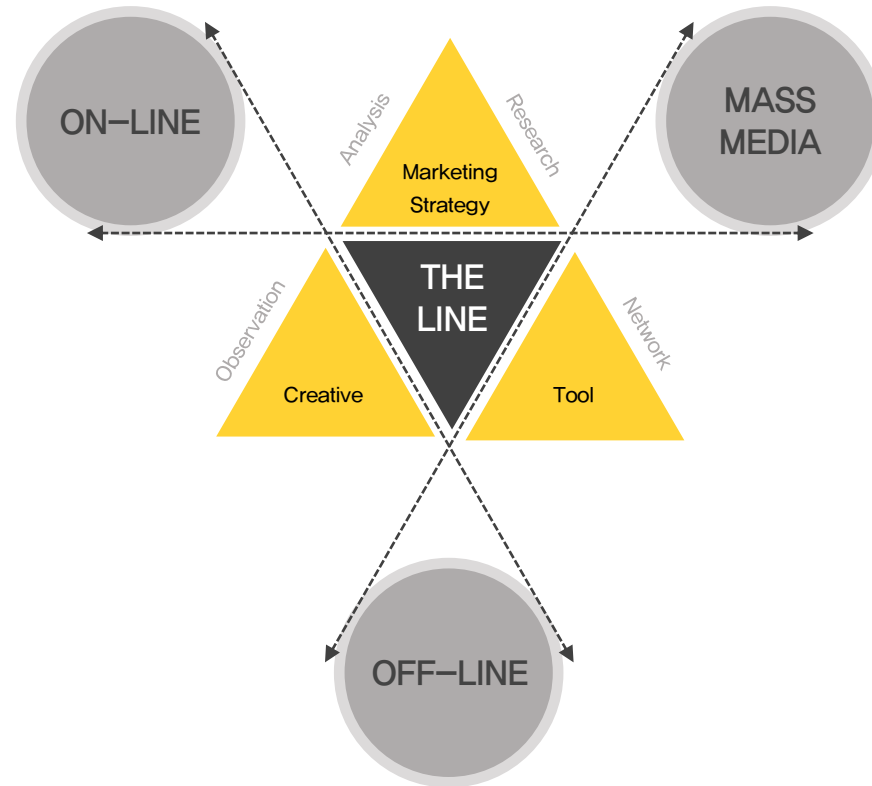 ON–LINE
MASS
MEDIA
Analysis
Research
Marketing
Strategy
THE
LINE
Observation
Network
Creative
Tool
OFF–LINE